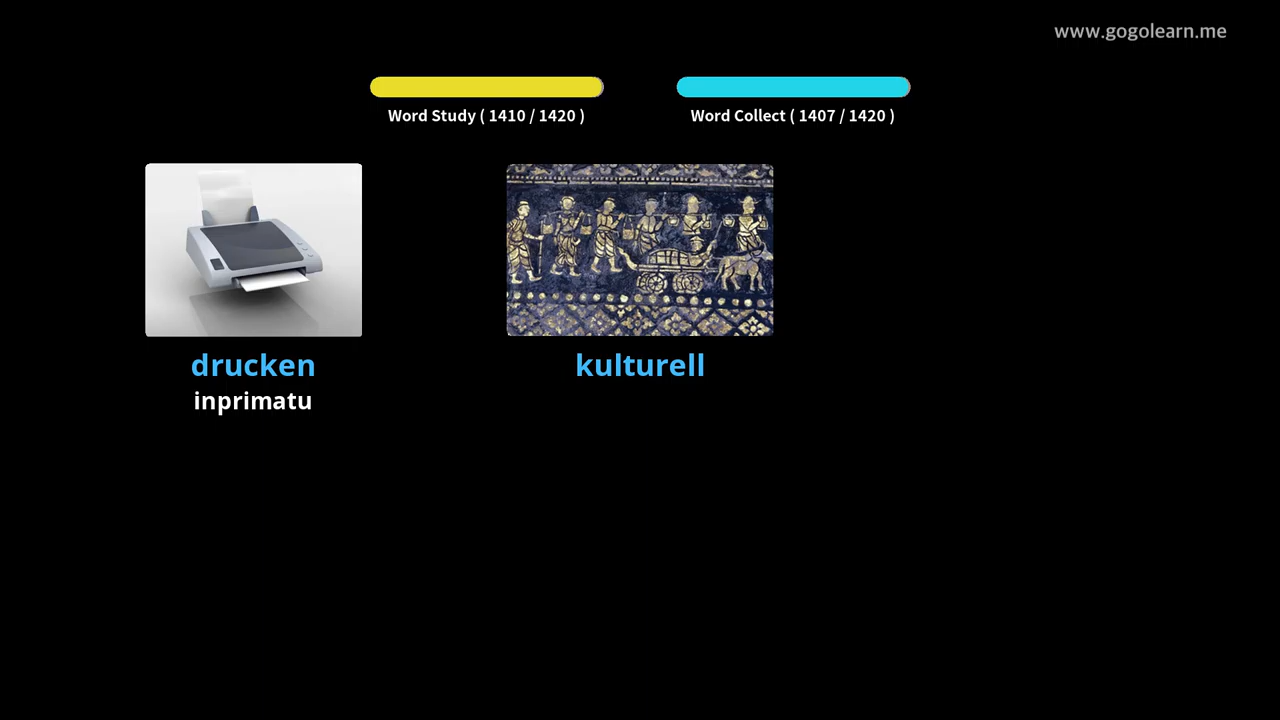 www.gogolearn.me
Word Study ( 1410 / 1420 )
Word Collect ( 1407 / 1420 )
drucken
inprimatu
kulturell